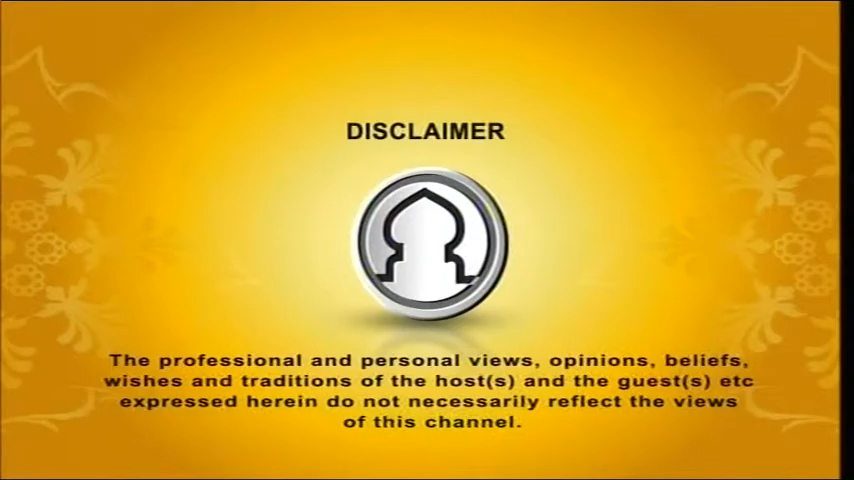 DISCLAIMER
The professional and personal views, opinions, beliefs,
wishes and traditions of the host(s) and the guest(s) etc
expressed herein do not necessarily reflect the views
of this channel.